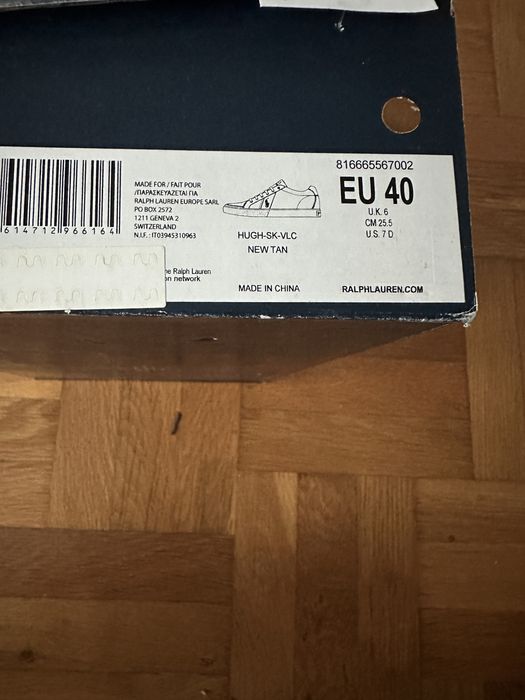 816665567002
EU 40
U.K. 6
CM 25.5
U.S. 7 D
MADE FOR / FAIT POUR
/ΠΑΡΑΣΚΕΥΑΖΕΤΑΙ ΓΙΑ
RALPH LAUREN EUROPE SARL
PO BOX 2572
1211 GENEVA 2
SWITZERLAND
N.I.F. : IT03945310963
614712 966164
HUGH-SK-VLC
NEW TAN
Ralph Lauren
network
MADE IN CHINA
RALPHLAUREN.COM